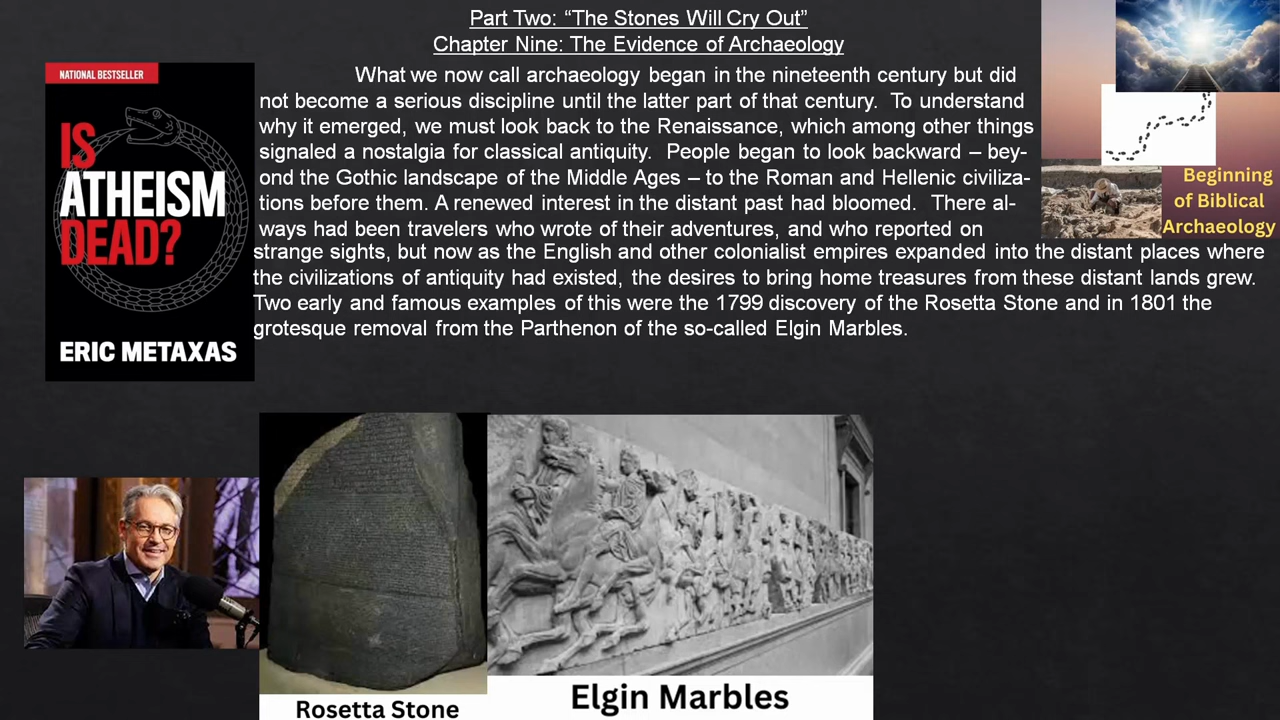 Part Two: “The Stones Will Cry Out”
Chapter Nine: The Evidence of Archaeology
NATIONAL BESTSELLER
IS
ATHEISM
DEAD?
ERIC METAXAS
What we now call archaeology began in the nineteenth century but did
not become a serious discipline until the latter part of that century. To understand
why it emerged, we must look back to the Renaissance, which among other things
signaled a nostalgia for classical antiquity. People began to look backward – bey-
ond the Gothic landscape of the Middle Ages – to the Roman and Hellenic civiliza-
tions before them. A renewed interest in the distant past had bloomed. There al-
ways had been travelers who wrote of their adventures, and who reported on
strange sights, but now as the English and other colonialist empires expanded into the distant places where
the civilizations of antiquity had existed, the desires to bring home treasures from these distant lands grew.
Two early and famous examples of this were the 1799 discovery of the Rosetta Stone and in 1801 the
grotesque removal from the Parthenon of the so-called Elgin Marbles.
Beginning
of Biblical
Archaeology
Rosetta Stone
Elgin Marbles